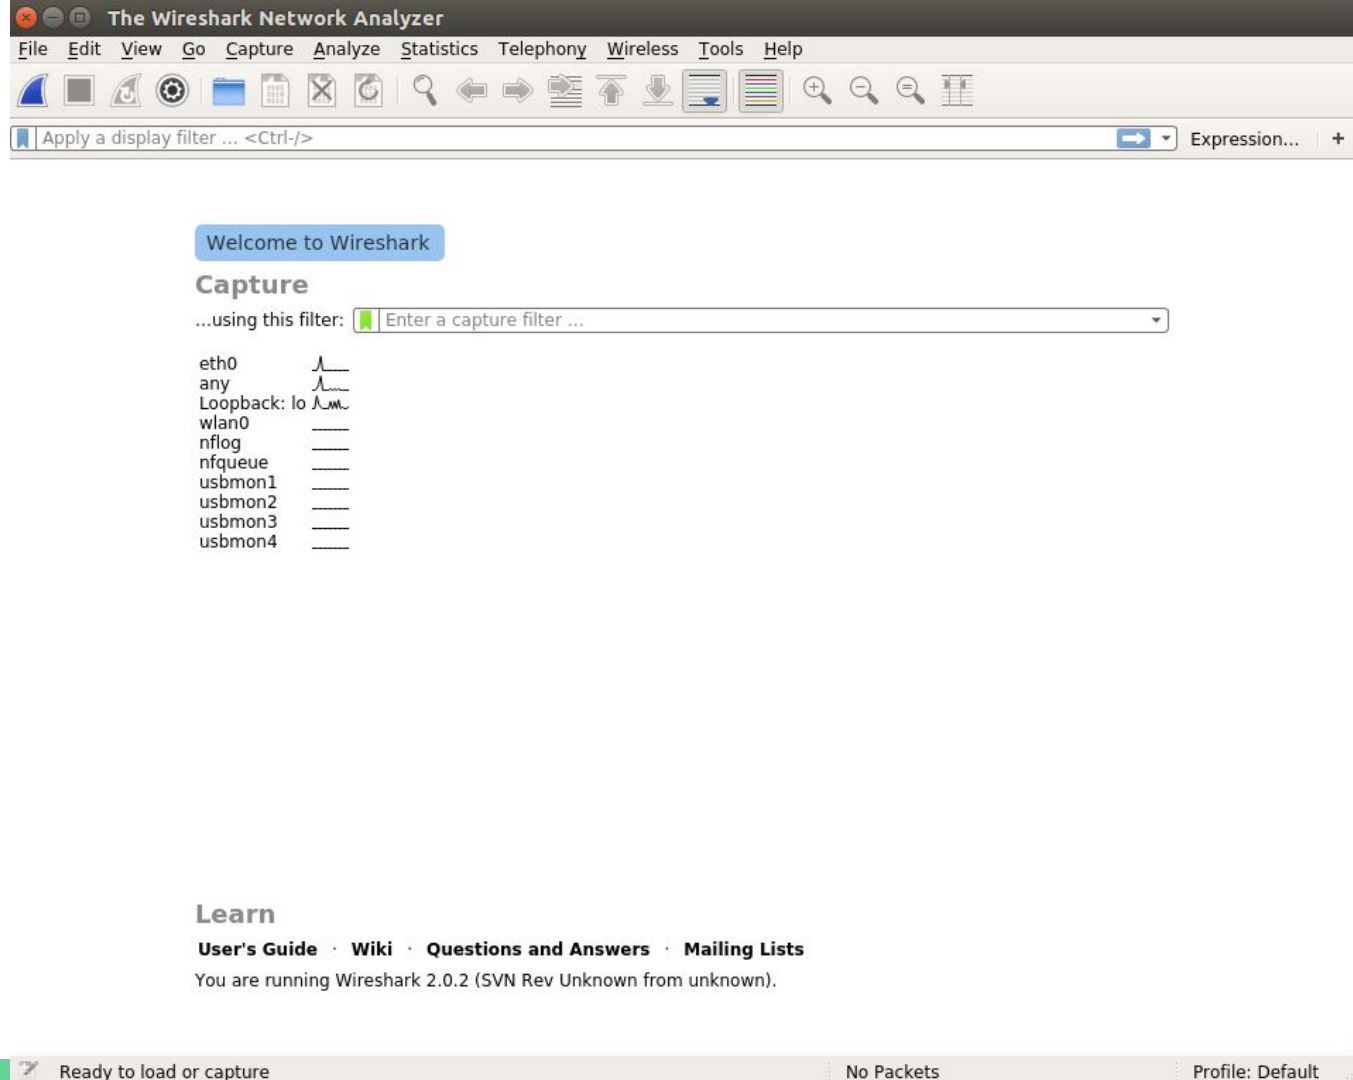 The Wireshark Network Analyzer
File Edit View Go Capture Analyze Statistics Telephony Wireless Tools Help
Apply a display filter ... <Ctrl-/> Expression... +
Welcome to Wireshark
Capture
...using this filter: Enter a capture filter ...
eth0
any
Loopback: lo
wlan0
nflog
nfqueue
usbmon1
usbmon2
usbmon3
usbmon4
Learn
User's Guide · Wiki · Questions and Answers · Mailing Lists
You are running Wireshark 2.0.2 (SVN Rev Unknown from unknown).
Ready to load or capture No Packets Profile: Default